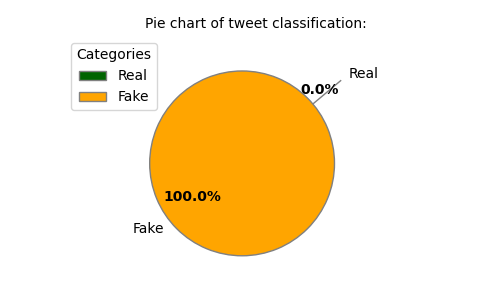 Pie chart of tweet classification:
Categories
Real
Fake
Real
0.0%
100.0%
Fake